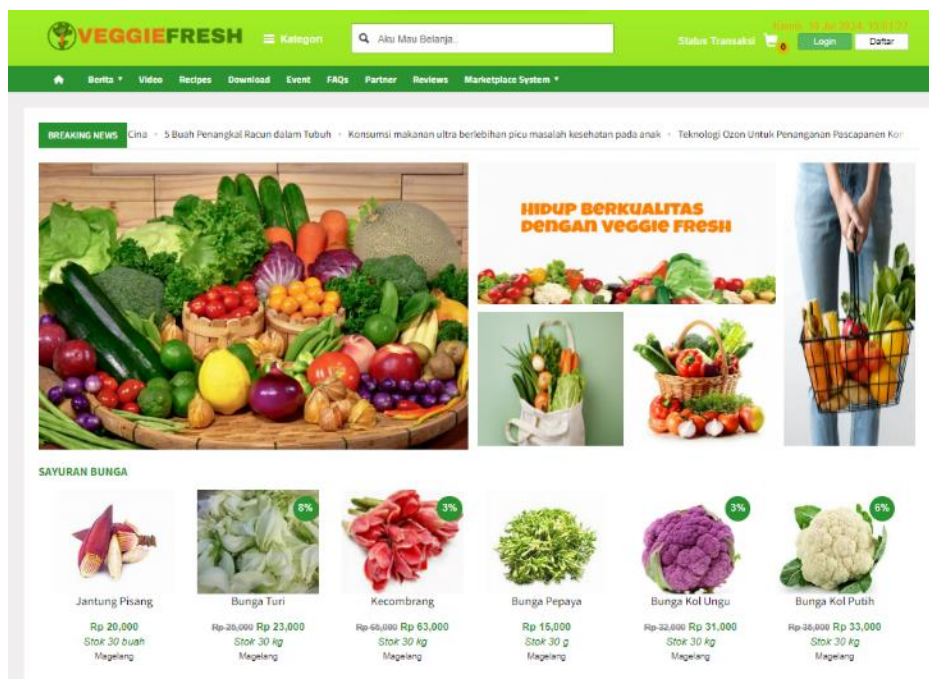 VEGGIEFRESH
Kategori
Aku Mau Belanja..
Status Transaksi
0
Login
Daftar
Berita
Video
Recipes
Download
Event
FAQs
Partner
Reviews
Marketplace System
BREAKING NEWS
Cina
5 Buah Penangkal Racun dalam Tubuh
Konsumsi makanan ultra berlebihan picu masalah kesehatan pada anak
Teknologi Ozon Untuk Penanganan Pascapanen
HIDUP BERKUALITAS
DENGAN VEGGIE FRESH
SAYURAN BUNGA
Jantung Pisang
Rp 20,000
Stok 30 buah
Magelang
8%
Bunga Turi
Rp 25,000 Rp 23,000
Stok 30 kg
Magelang
3%
Kecombrang
Rp 65,000 Rp 63,000
Stok 30 kg
Magelang
Bunga Pepaya
Rp 15,000
Stok 30 g
Magelang
3%
Bunga Kol Ungu
Rp 32,000 Rp 31,000
Stok 30 kg
Magelang
6%
Bunga Kol Putih
Rp 33,000
Stok 30 kg
Magelang